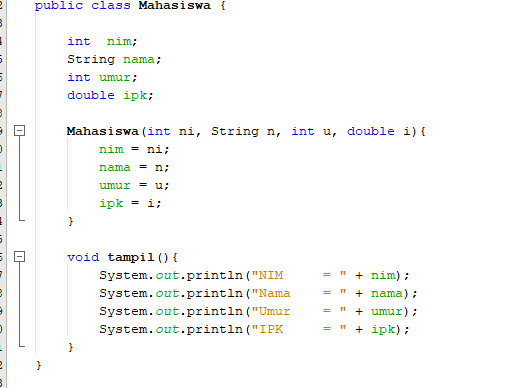 public class Mahasiswa {
int  nim;
String nama;
int umur;
double ipk;
Mahasiswa(int ni, String n, int u, double i){
nim = ni;
nama = n;
umur = u;
ipk = i;
}
void tampil(){
System.out.println("NIM     = " + nim);
System.out.println("Nama    = " + nama);
System.out.println("Umur    = " + umur);
System.out.println("IPK     = " + ipk);
}
}